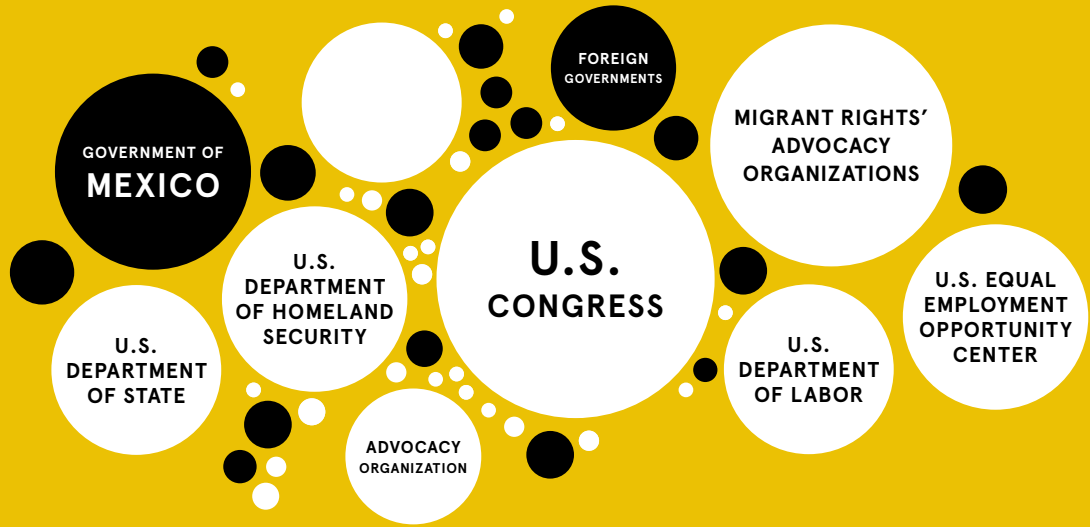 GOVERNMENT OF
MEXICO
FOREIGN
GOVERNMENTS
MIGRANT RIGHTS’
ADVOCACY
ORGANIZATIONS
U.S.
DEPARTMENT
OF HOMELAND
SECURITY
U.S.
CONGRESS
U.S. EQUAL
EMPLOYMENT
OPPORTUNITY
CENTER
U.S.
DEPARTMENT
OF STATE
U.S.
DEPARTMENT
OF LABOR
ADVOCACY
ORGANIZATION